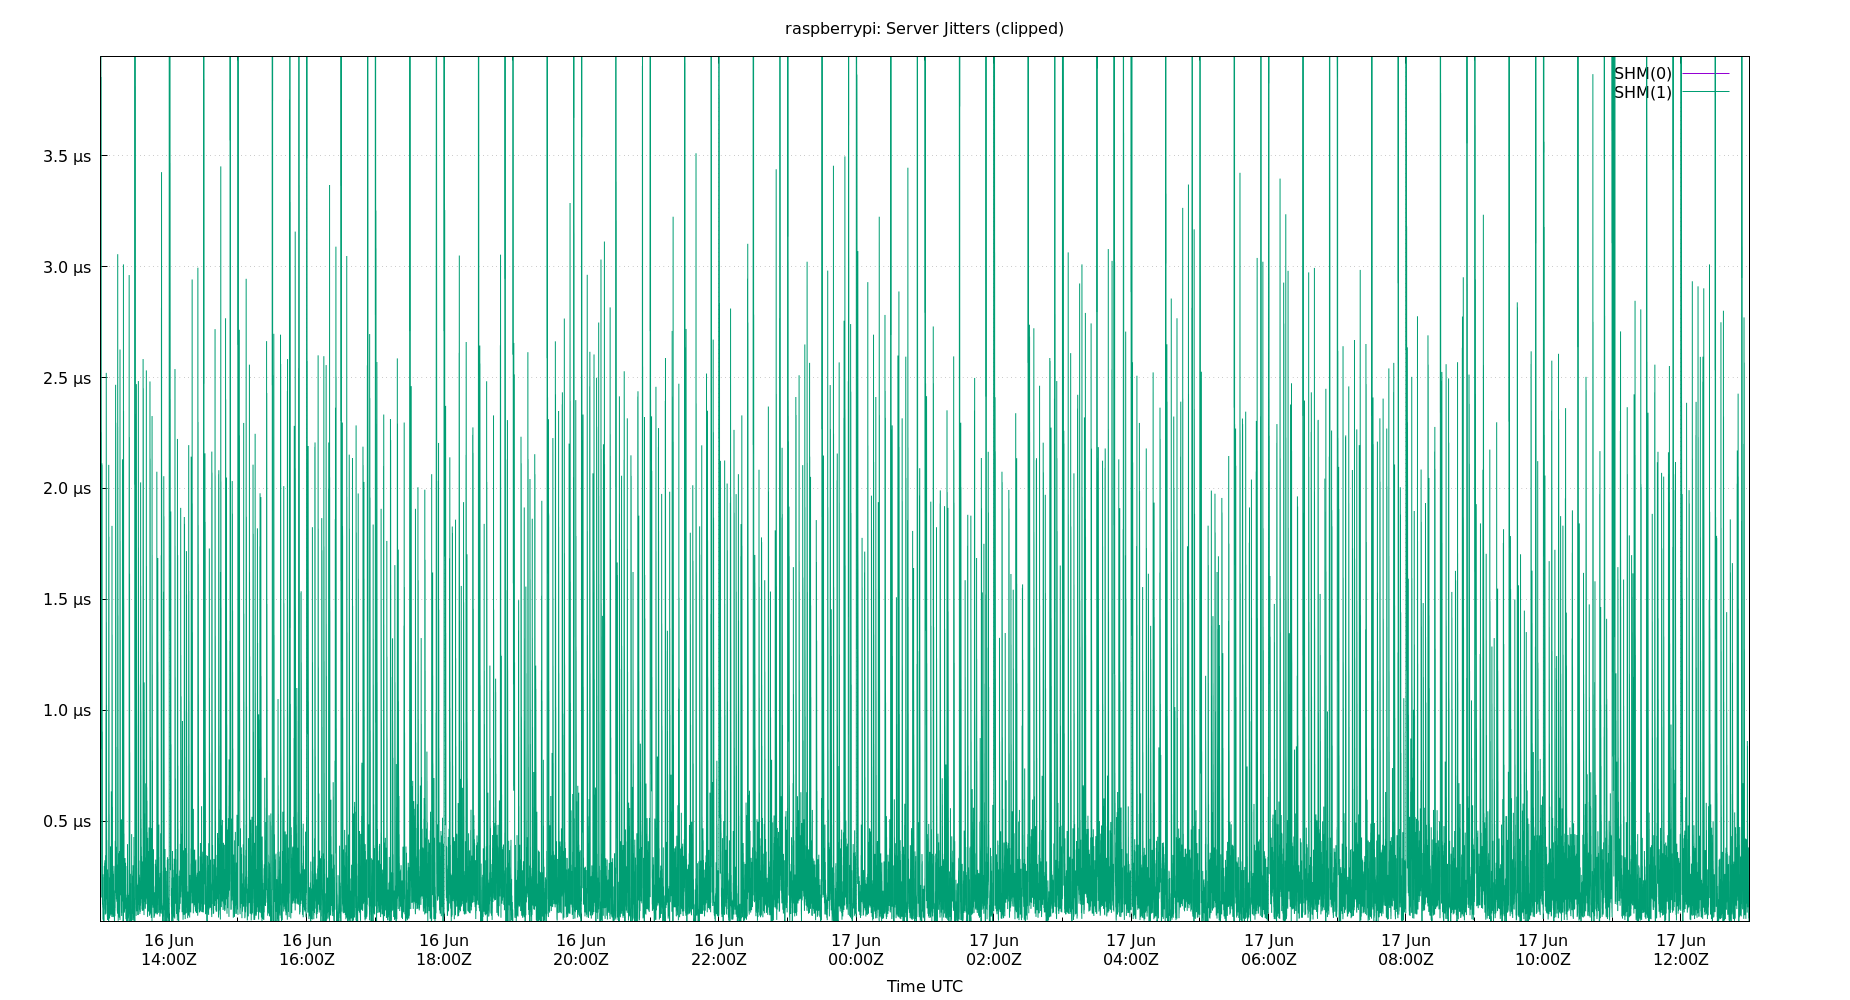 raspberrypi: Server Jitters (clipped)
SHM(0)
SHM(1)
3.5 µs
3.0 µs
2.5 µs
2.0 µs
1.5 µs
1.0 µs
0.5 µs
16 Jun 16 Jun 16 Jun 16 Jun 16 Jun 17 Jun 17 Jun 17 Jun 17 Jun 17 Jun 17 Jun 17 Jun
14:00Z 16:00Z 18:00Z 20:00Z 22:00Z 00:00Z 02:00Z 04:00Z 06:00Z 08:00Z 10:00Z 12:00Z
Time UTC